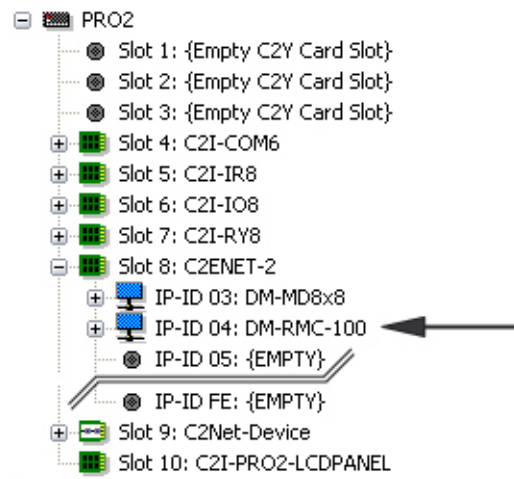 PRO2
Slot 1: {Empty C2Y Card Slot}
Slot 2: {Empty C2Y Card Slot}
Slot 3: {Empty C2Y Card Slot}
Slot 4: C2I-COM6
Slot 5: C2I-IR8
Slot 6: C2I-IO8
Slot 7: C2I-RY8
Slot 8: C2ENET-2
IP-ID 03: DM-MD8x8
IP-ID 04: DM-RMC-100
IP-ID 05: {EMPTY}
IP-ID FE: {EMPTY}
Slot 9: C2Net-Device
Slot 10: C2I-PRO2-LCDPANEL